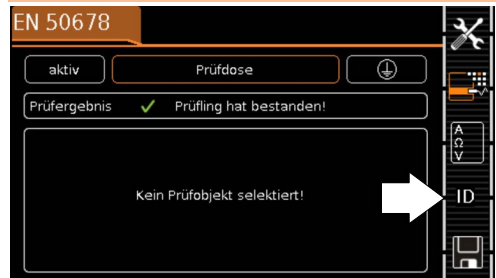 EN 50678
aktiv
Prüfdose
Prüfergebnis ✓ Prüfling hat bestanden!
A
Ω
V
Kein Prüfobjekt selektiert!
ID